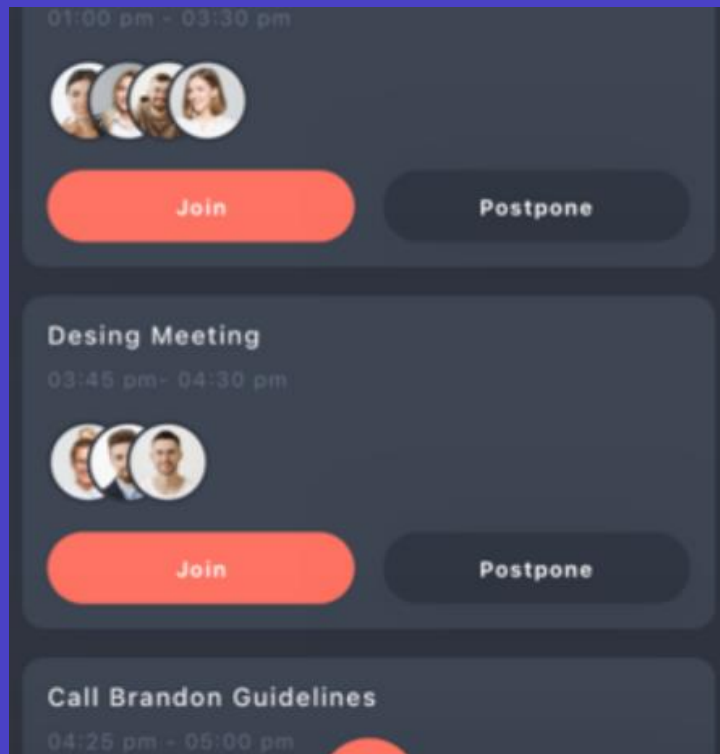 01:00 pm - 03:30 pm
Join
Postpone
Desing Meeting
03:45 pm- 04:30 pm
Join
Postpone
Call Brandon Guidelines
04:25 pm - 05:00 pm